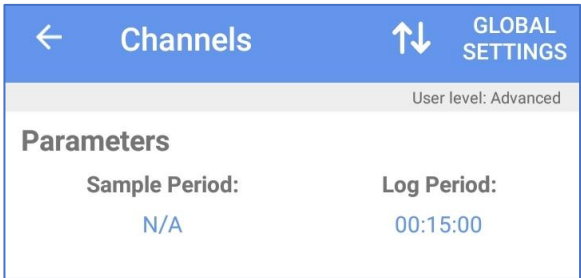 Channels
GLOBAL
SETTINGS
User level: Advanced
Parameters
Sample Period: Log Period:
N/A 00:15:00